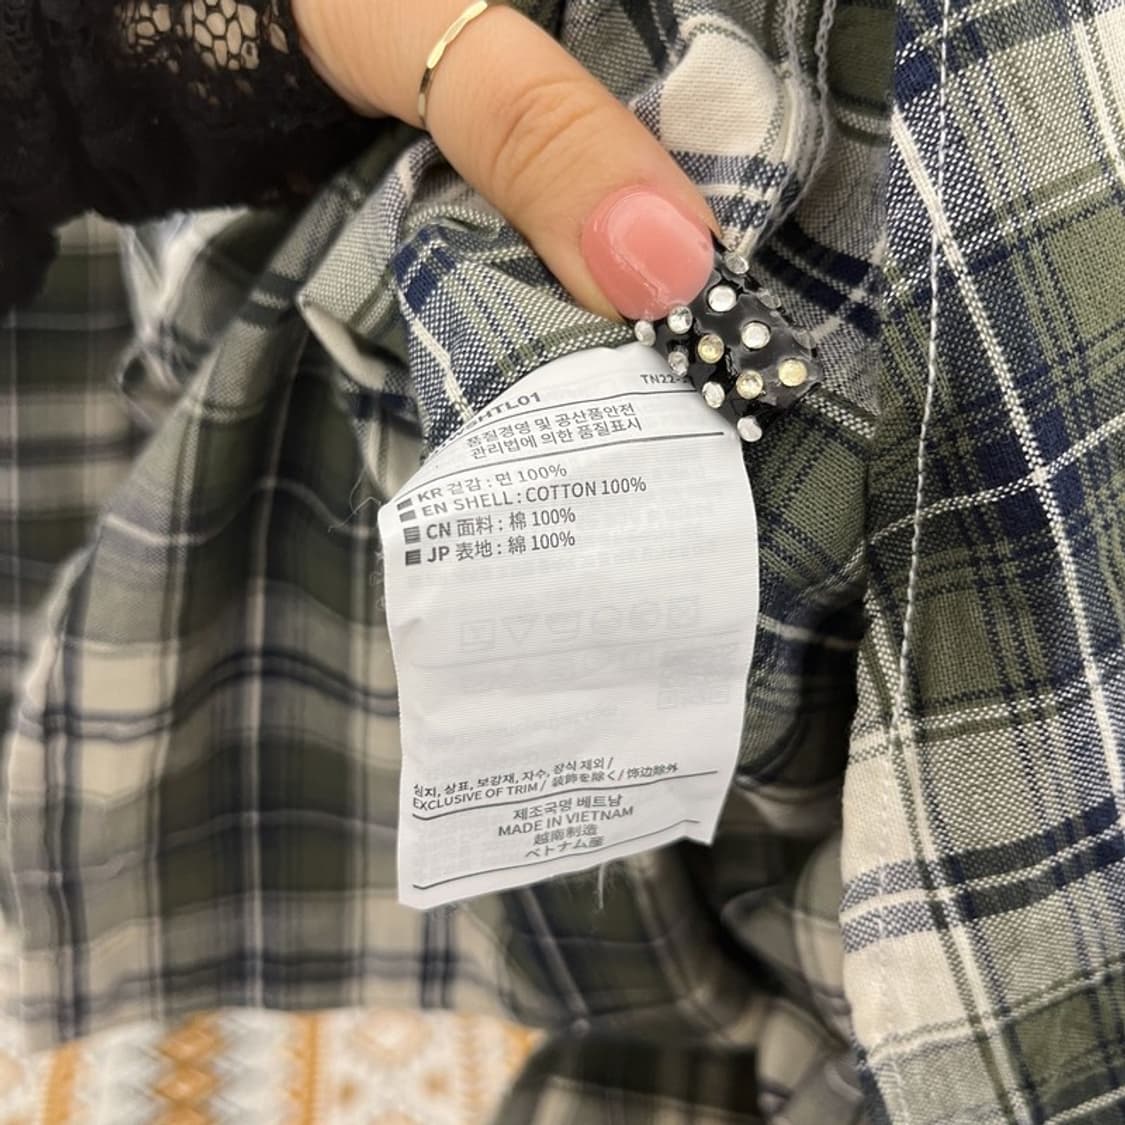 SHTL01 TN22-
품질경영 및 공산품안전
관리법에 의한 품질표시
KR 겉감 : 면 100%
EN SHELL : COTTON 100%
CN 面料 : 棉 100%
JP 表地 : 綿 100%
심지, 상표, 보강재, 자수, 장식 제외 /
EXCLUSIVE OF TRIM / 装飾を除く / 饰边除外
제조국명 베트남
MADE IN VIETNAM
越南制造
ベトナム産